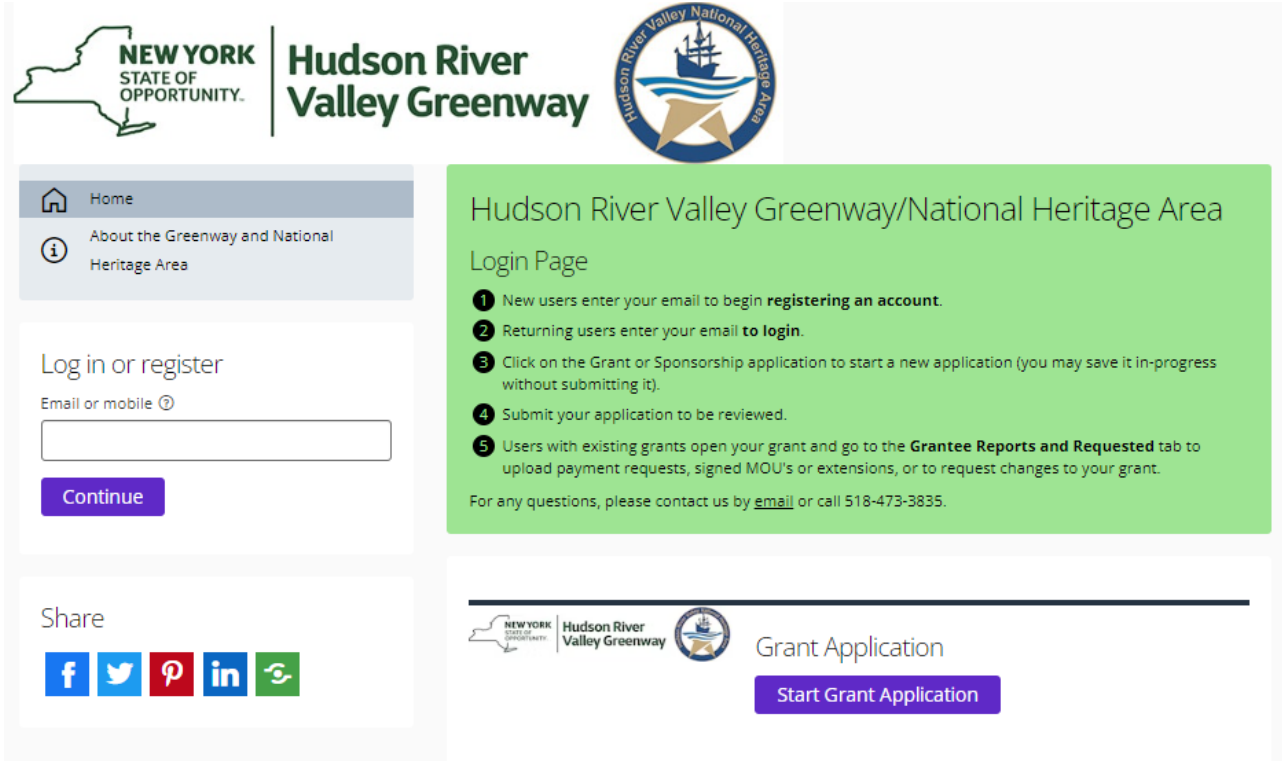 NEW YORK
STATE OF
OPPORTUNITY.
Hudson River
Valley Greenway
Hudson River Valley National Heritage Area
Home
About the Greenway and National
Heritage Area
Log in or register
Email or mobile
Continue
Share
Hudson River Valley Greenway/National Heritage Area
Login Page
1 New users enter your email to begin registering an account.
2 Returning users enter your email to login.
3 Click on the Grant or Sponsorship application to start a new application (you may save it in-progress
without submitting it).
4 Submit your application to be reviewed.
5 Users with existing grants open your grant and go to the Grantee Reports and Requested tab to
upload payment requests, signed MOU's or extensions, or to request changes to your grant.
For any questions, please contact us by email or call 518-473-3835.
NEW YORK
STATE OF
OPPORTUNITY.
Hudson River
Valley Greenway
Grant Application
Start Grant Application